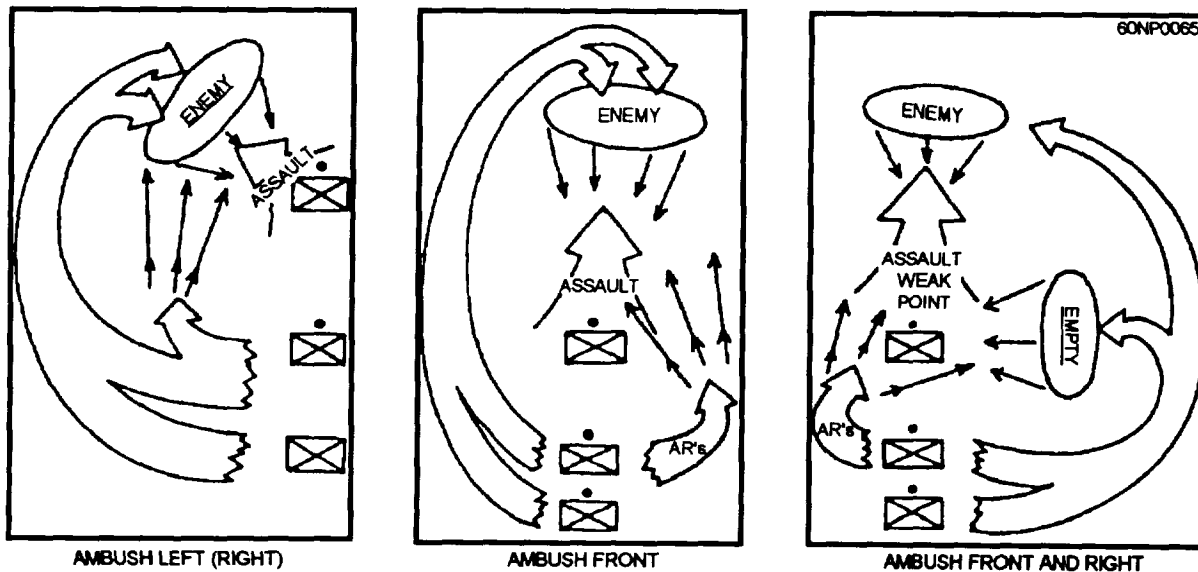 ENEMY
ASSAULT
AMBUSH LEFT (RIGHT)
ENEMY
ASSAULT
AR's
AMBUSH FRONT
60NP0065
ENEMY
ASSAULT
WEAK
POINT
EMPTY
AR's
AMBUSH FRONT AND RIGHT